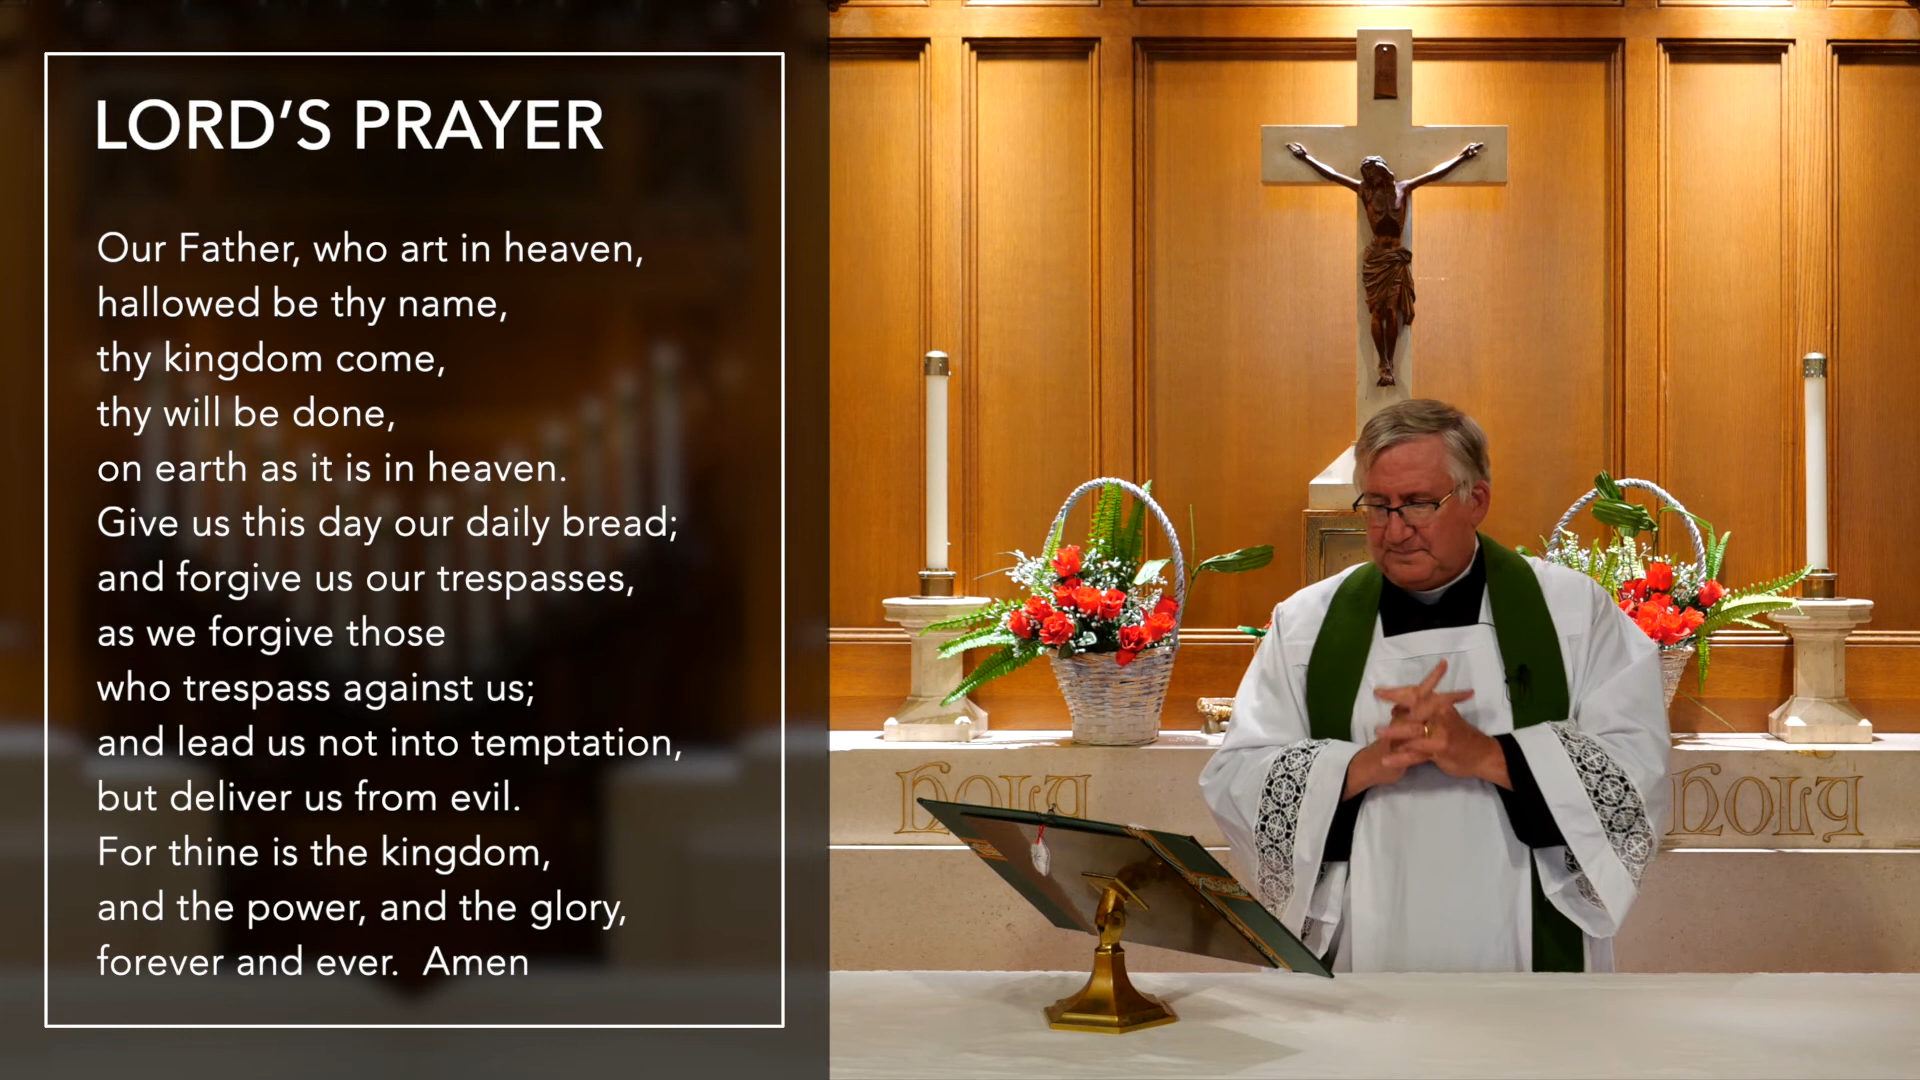 LORD'S PRAYER
Our Father, who art in heaven,
hallowed be thy name,
thy kingdom come,
thy will be done,
on earth as it is in heaven.
Give us this day our daily bread;
and forgive us our trespasses,
as we forgive those
who trespass against us;
and lead us not into temptation,
but deliver us from evil.
For thine is the kingdom,
and the power, and the glory,
forever and ever. Amen
HOLY
HOLY